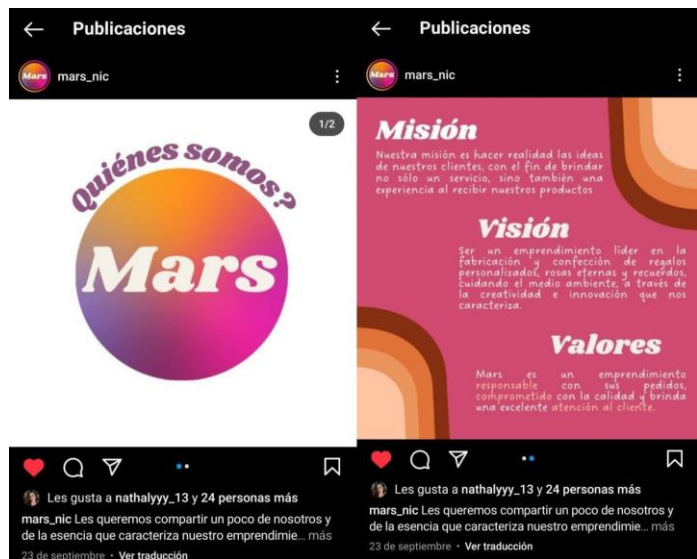 Publicaciones
Mars
mars_nic
1/2
Quiénes somos?
Mars
Les gusta a nathalyyy_13 y 24 personas más
mars_nic Les queremos compartir un poco de nosotros y
de la esencia que caracteriza nuestro emprendimie... más
23 de septiembre • Ver traducción
Publicaciones
Mars
mars_nic
Misión
Nuestra misión es hacer realidad las ideas
de nuestros clientes, con el fin de brindar
no sólo un servicio, sino también una
experiencia al recibir nuestros productos
Visión
Ser un emprendimiento líder en la
fabricación y confección de regalos
personalizados, rosas eternas y recuerdos,
cuidando el medio ambiente, a través de
la creatividad e innovación que nos
caracteriza.
Valores
Mars es un emprendimiento
responsable con sus pedidos,
comprometido con la calidad y brinda
una excelente atención al cliente.
Les gusta a nathalyyy_13 y 24 personas más
mars_nic Les queremos compartir un poco de nosotros y
de la esencia que caracteriza nuestro emprendimie... más
23 de septiembre • Ver traducción